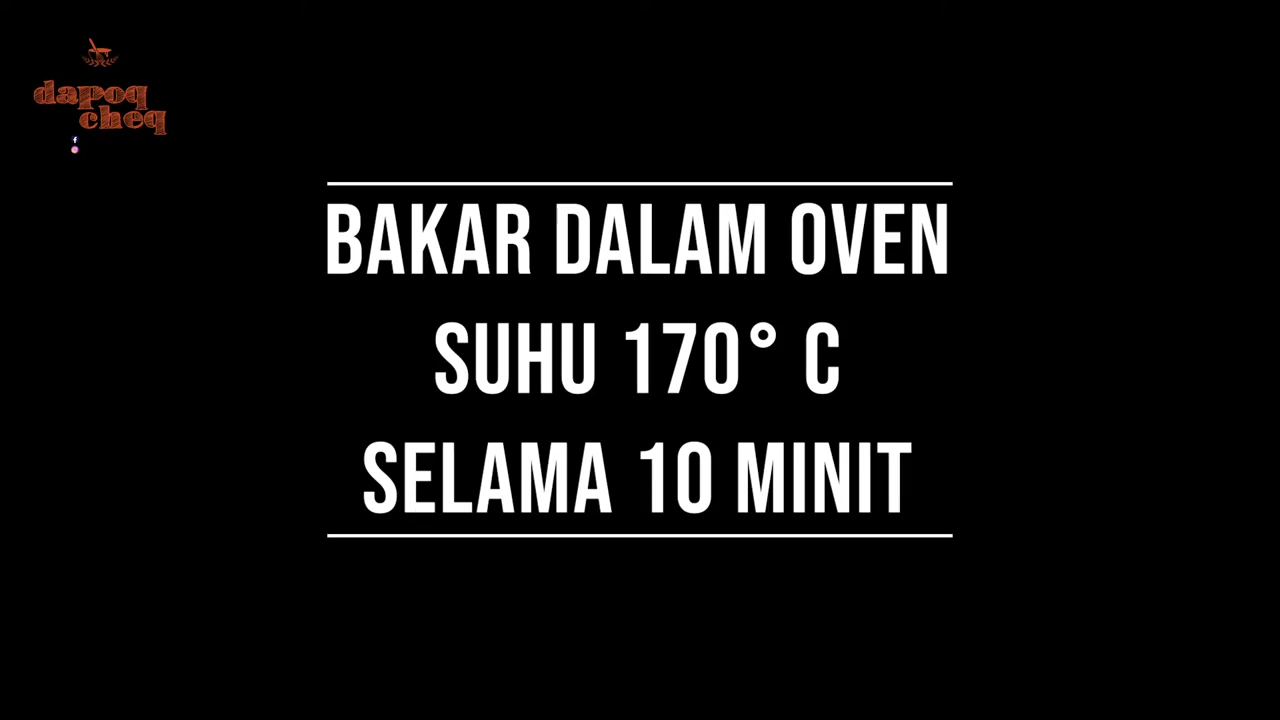 dapoq
cheq
BAKAR DALAM OVEN
SUHU 170° C
SELAMA 10 MINIT